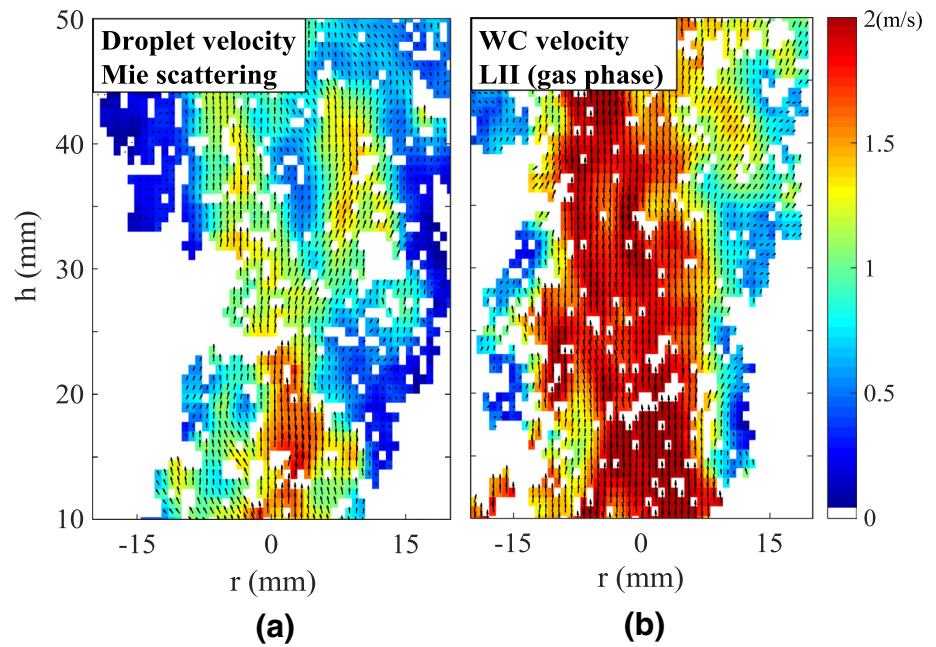 Droplet velocity
Mie scattering
WC velocity
LII (gas phase)
50
40
30
20
10
h (mm)
-15 0 15
r (mm)
-15 0 15
r (mm)
2(m/s)
1.5
1
0.5
0
(a)
(b)